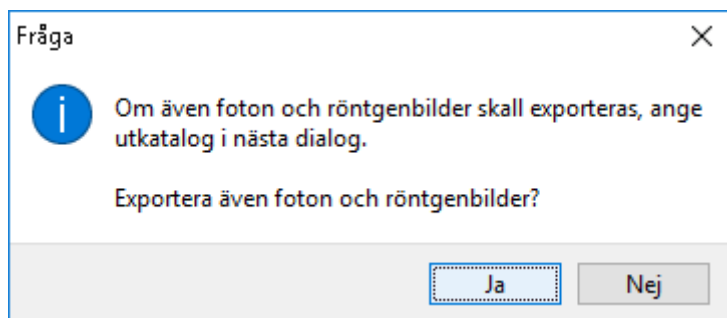 Fråga
Om även foton och röntgenbilder skall exporteras, ange
utkatalog i nästa dialog.
Exportera även foton och röntgenbilder?
Ja
Nej